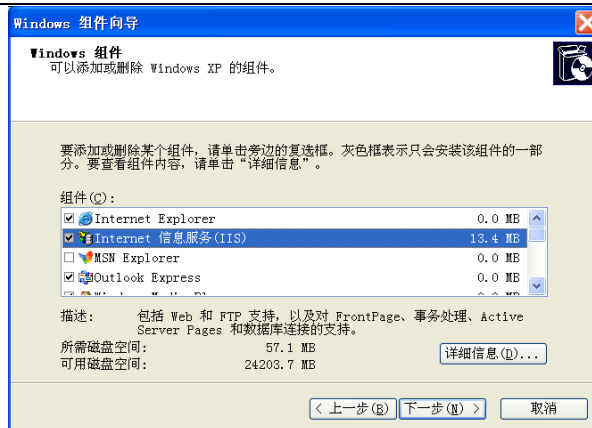 Windows 组件向导
Windows 组件
可以添加或删除 Windows XP 的组件。
要添加或删除某个组件，请单击旁边的复选框。灰色框表示只会安装该组件的一部
分。要查看组件内容，请单击“详细信息”。
组件(C):
Internet Explorer 0.0 MB
Internet 信息服务(IIS) 13.4 MB
MSN Explorer 0.0 MB
Outlook Express 0.0 MB
描述: 包括 Web 和 FTP 支持，以及对 FrontPage、事务处理、Active
Server Pages 和数据库连接的支持。
所需磁盘空间: 57.1 MB
可用磁盘空间: 24203.7 MB
详细信息(D)...
< 上一步(B) 下一步(N) > 取消